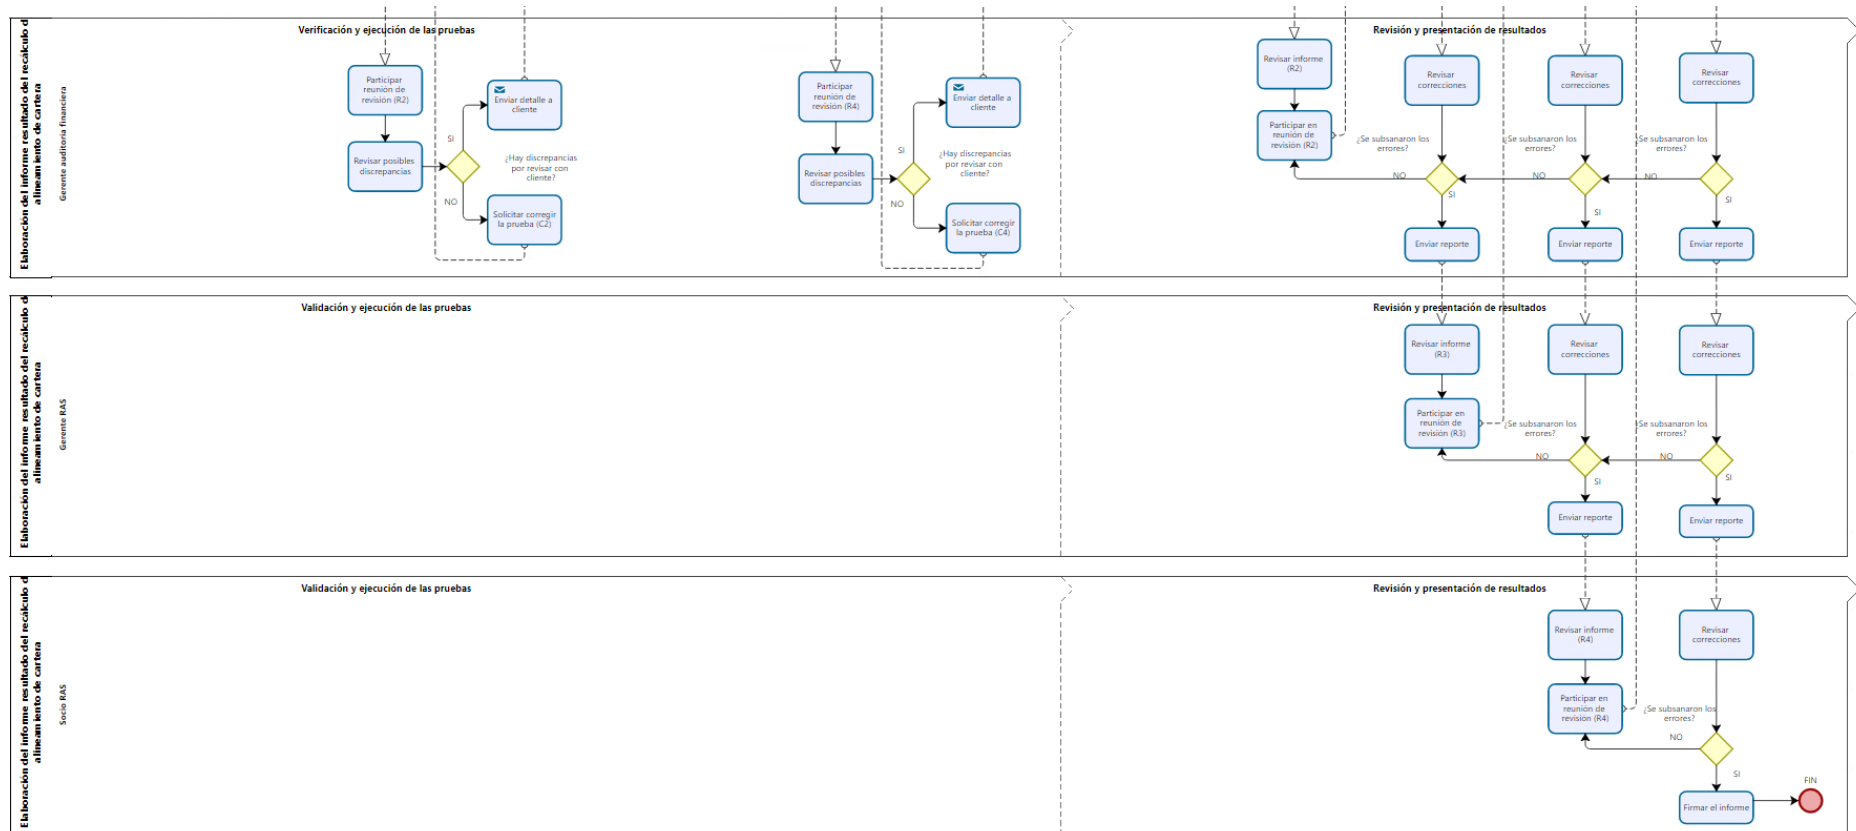 Elaboración del informe resultado del recálculo d
alineamiento de cartera
Gerente auditoría financiera
Verificación y ejecución de las pruebas
Participar
reunión de
revisión (R2)
Revisar posibles
discrepancias
SI
NO
Enviar detalle a
cliente
¿Hay discrepancias
por revisar con
cliente?
Solicitar corregir
la prueba (C2)
Participar
reunión de
revisión (R4)
Revisar posibles
discrepancias
SI
NO
Enviar detalle a
cliente
¿Hay discrepancias
por revisar con
cliente?
Solicitar corregir
la prueba (C4)
Revisión y presentación de resultados
Revisar informe
(R2)
Participar en
reunión de
revisión (R2)
Revisar
correcciones
¿Se subsanaron los
errores?
NO
SI
Enviar reporte
Revisar
correcciones
¿Se subsanaron los
errores?
NO
SI
Enviar reporte
Revisar
correcciones
¿Se subsanaron los
errores?
NO
SI
Enviar reporte
Elaboración del informe resultado del recálculo d
alineamiento de cartera
Gerente RAS
Validación y ejecución de las pruebas
Revisión y presentación de resultados
Revisar informe
(R3)
Participar en
reunión de
revisión (R3)
Revisar
correcciones
¿Se subsanaron los
errores?
NO
SI
Enviar reporte
Revisar
correcciones
¿Se subsanaron los
errores?
NO
SI
Enviar reporte
Elaboración del informe resultado del recálculo d
alineamiento de cartera
Socio RAS
Validación y ejecución de las pruebas
Revisión y presentación de resultados
Revisar informe
(R4)
Participar en
reunión de
revisión (R4)
Revisar
correcciones
¿Se subsanaron los
errores?
NO
SI
Firmar el informe
FIN